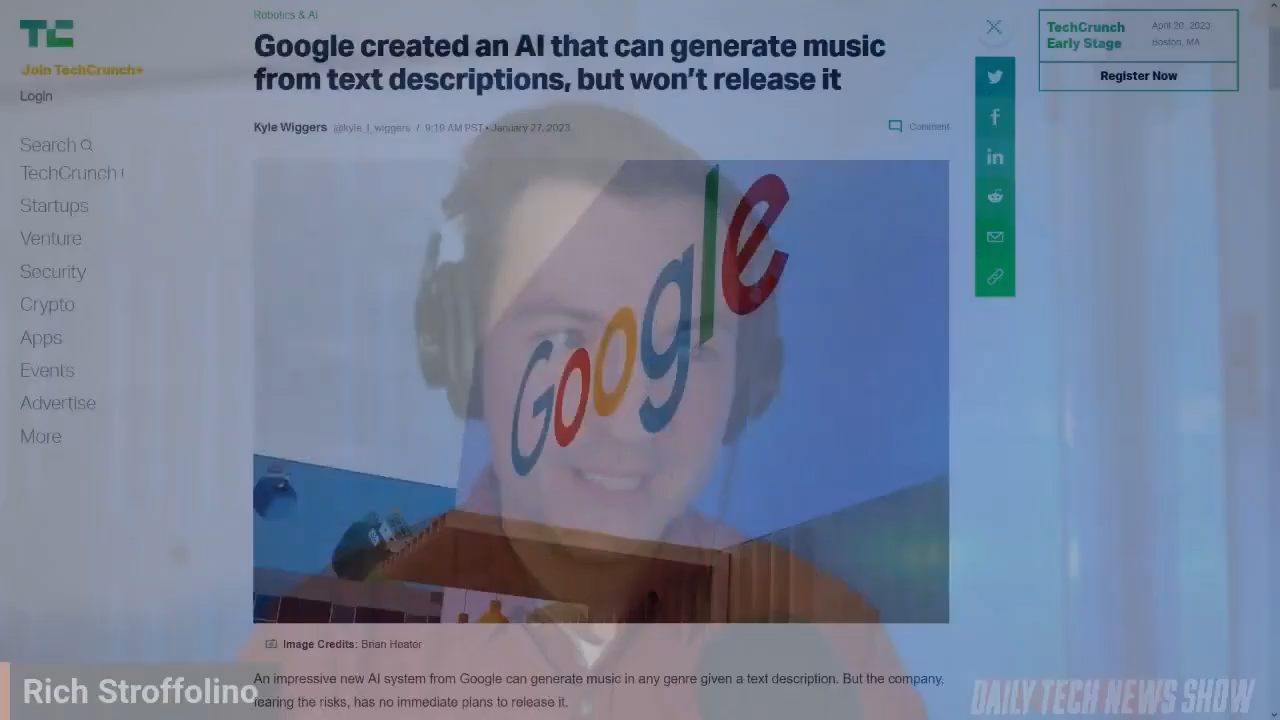 TC
Join TechCrunch+
Login
Search
TechCrunch+
Startups
Venture
Security
Crypto
Apps
Events
Advertise
More
Robotics & AI
Google created an AI that can generate music
from text descriptions, but won't release it
Kyle Wiggers @kyle_l_wiggers / 9:19 AM PST • January 27, 2023
Comment
Google
Image Credits: Brian Heater
An impressive new AI system from Google can generate music in any genre given a text description. But the company,
fearing the risks, has no immediate plans to release it.
TechCrunch
Early Stage
April 20, 2023
Boston, MA
Register Now
Rich Stroffolino
DAILY TECH NEWS SHOW